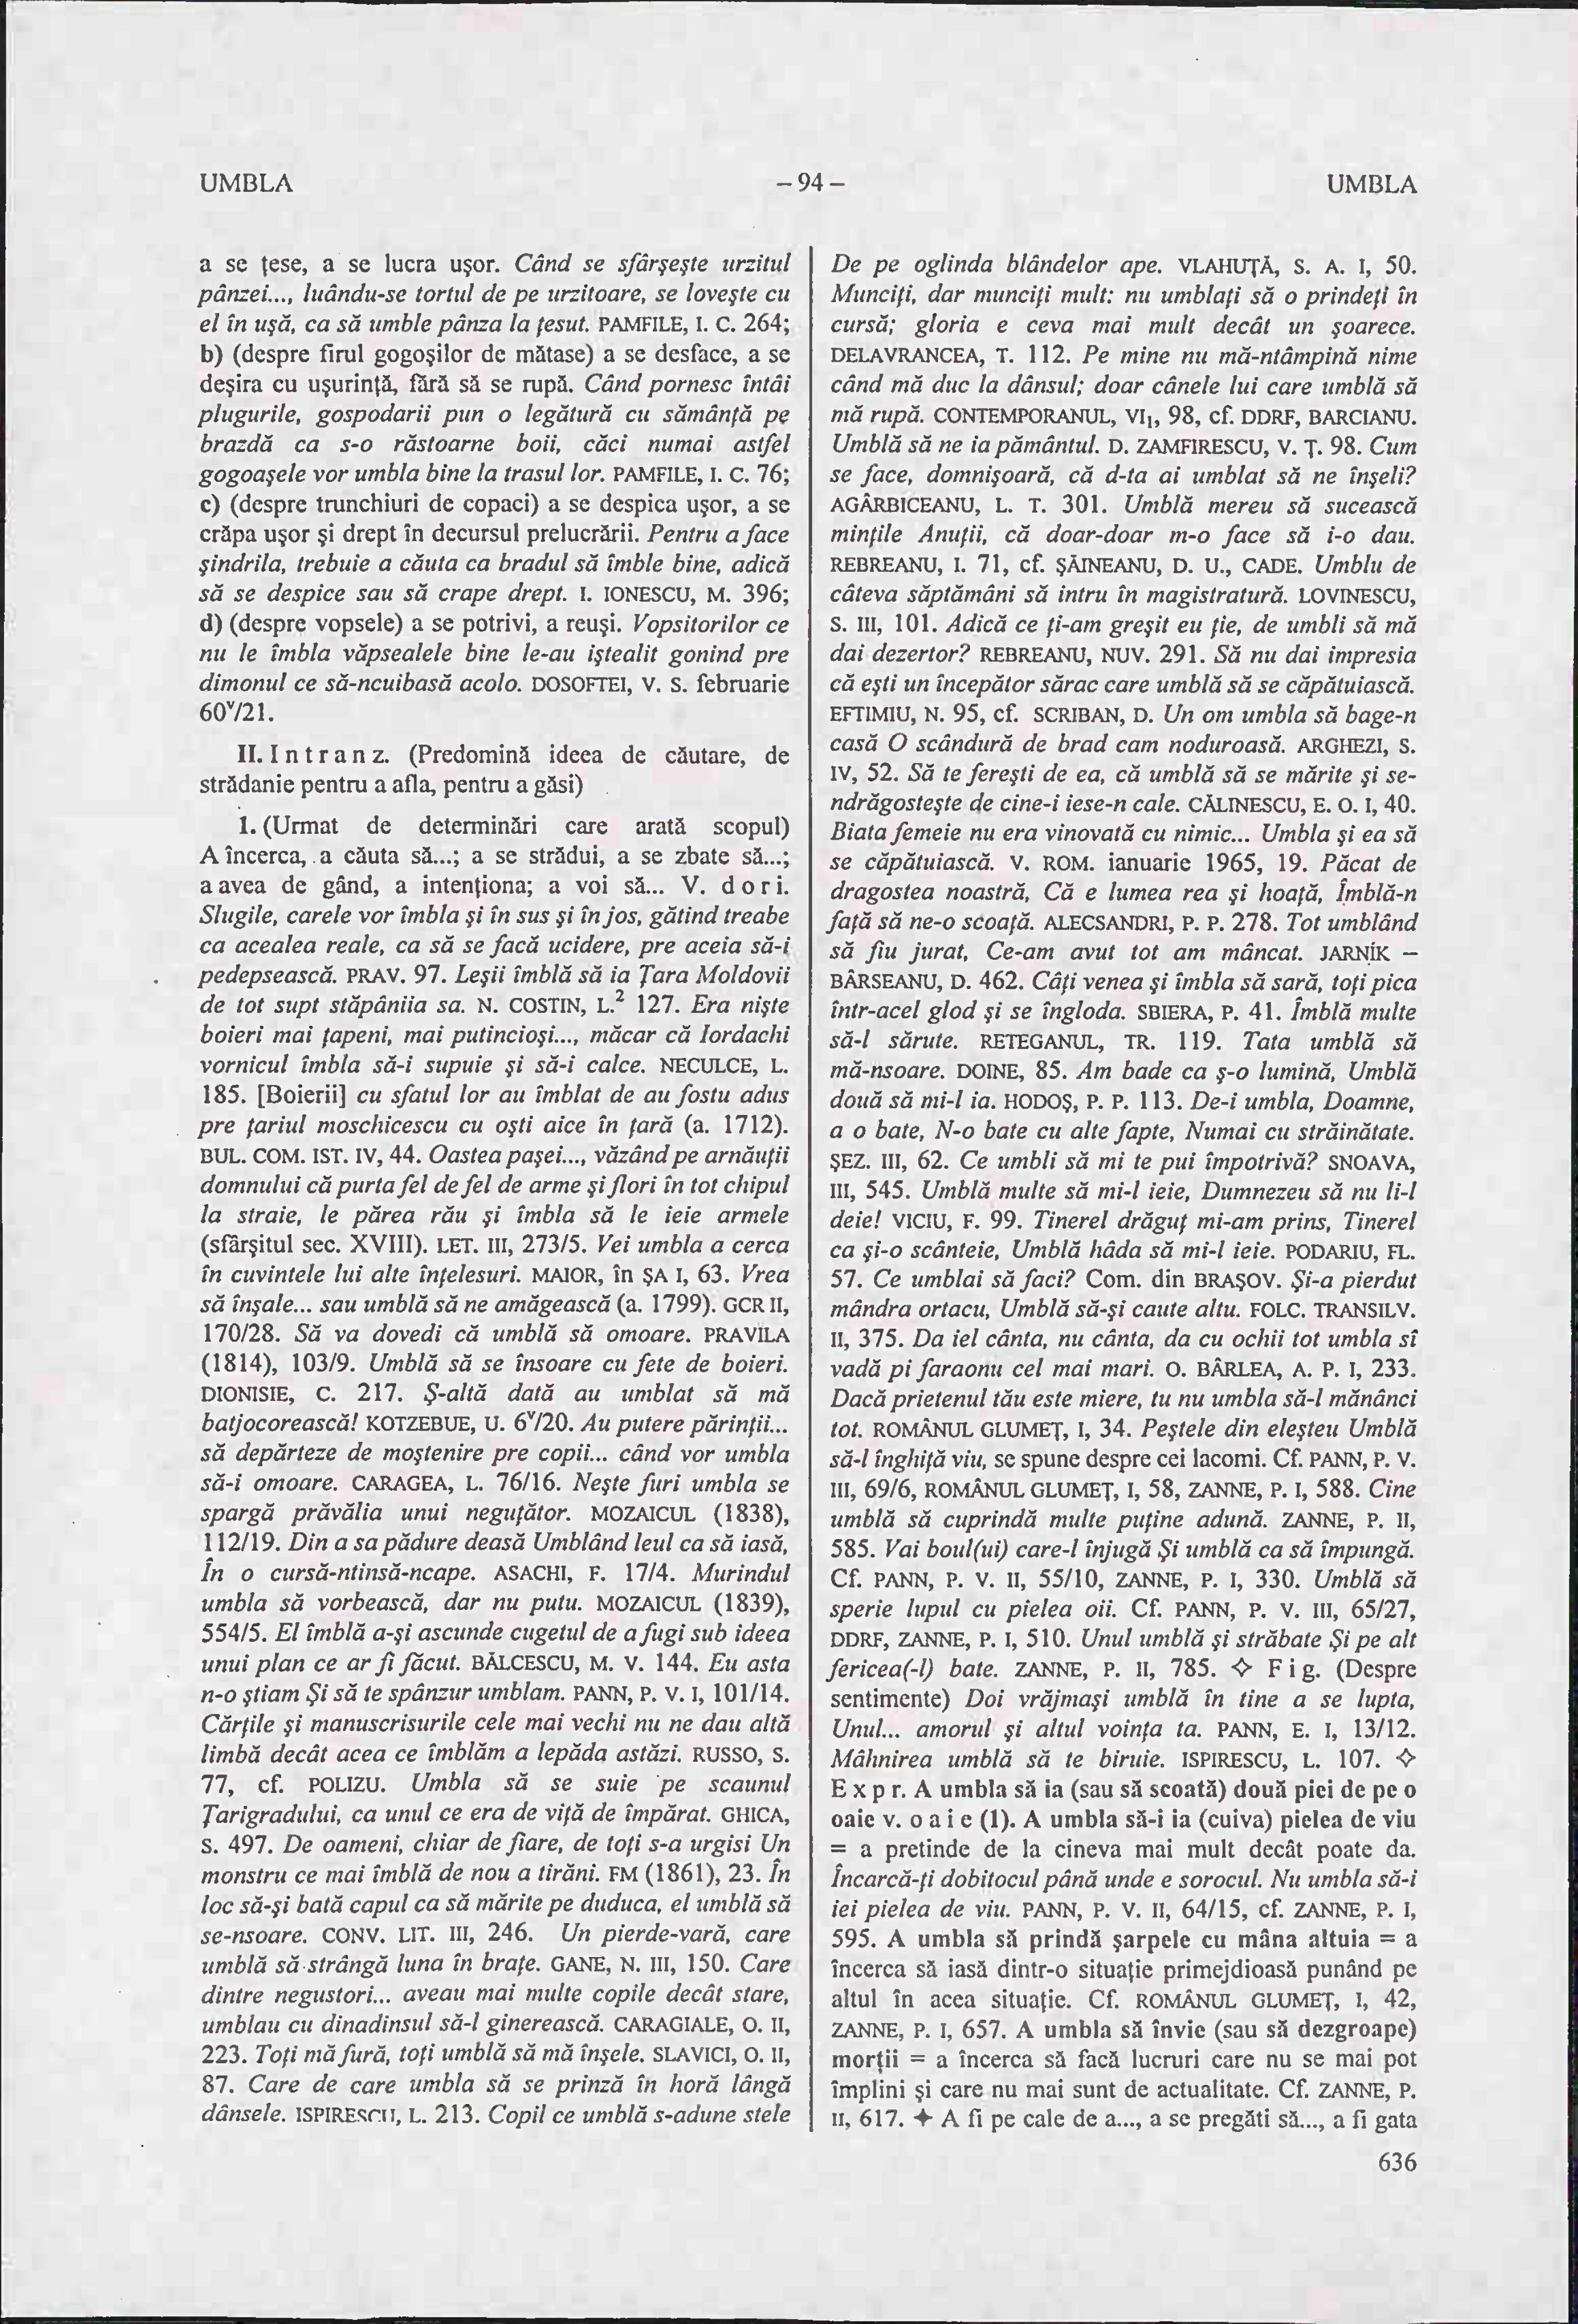 UMBLA
– 94 –
UMBLA
a se țese, a se lucra ușor. Când se sfârșește urzitul
pânzei..., luându-se tortul de pe urzitoare, se lovește cu
el în ușă, ca să umble pânza la țesut. PAMFILE, I. C. 264;
b) (despre firul gogoșilor de mătase) a se desface, a se
deșira cu ușurință, fără să se rupă. Când pornesc întâi
plugurile, gospodarii pun o legătură cu sămânță pe
brazdă ca s-o răstoarne boii, căci numai astfel
gogoașele vor umbla bine la trasul lor. PAMFILE, I. C. 76;
c) (despre trunchiuri de copaci) a se despica ușor, a se
crăpa ușor și drept în decursul prelucrării. Pentru a face
șindrila, trebuie a căuta ca bradul să îmble bine, adică
să se despice sau să crape drept. I. IONESCU, M. 396;
d) (despre vopsele) a se potrivi, a reuși. Vopsitorilor ce
nu le îmbla văpsealele bine le-au iștealit gonind pre
dimonul ce să-ncuibasă acolo. DOSOFTEI, V. S. februarie
60ᵛ/21.
II. Intranz. (Predomină ideea de căutare, de
strădanie pentru a afla, pentru a găsi)
1. (Urmat de determinări care arată scopul)
A încerca, a căuta să...; a se strădui, a se zbate să...;
a avea de gând, a intenționa; a voi să... V. dori.
Slugile, carele vor îmbla și în sus și în jos, gătind treabe
ca acealea reale, ca să se facă ucidere, pre aceia să-i
pedepsească. PRAV. 97. Leșii îmblă să ia Țara Moldovii
de tot supt stăpâniia sa. N. COSTIN, L.² 127. Era niște
boieri mai țapeni, mai putincioși..., măcar că Iordachi
vornicul îmbla să-i supuie și să-i calce. NECULCE, L.
185. [Boierii] cu sfatul lor au îmblat de au fostu adus
pre țariul moschicescu cu oști aice în țară (a. 1712).
BUL. COM. IST. IV, 44. Oastea pașei..., văzând pe arnăuții
domnului că purta fel de fel de arme și flori în tot chipul
la straie, le părea rău și îmbla să le ieie armele
(sfârșitul sec. XVIII). LET. III, 273/5. Vei umbla a cerca
în cuvintele lui alte înțelesuri. MAIOR, în ȘA I, 63. Vrea
să înșale... sau umblă să ne amăgească (a. 1799). GCR II,
170/28. Să va dovedi că umblă să omoare. PRAVILA
(1814), 103/9. Umblă să se însoare cu fete de boieri.
DIONISIE, C. 217. Ș-altă dată au umblat să mă
batjocorească! KOTZEBUE, U. 6ᵛ/20. Au putere părinții...
să depărteze de moștenire pre copii... când vor umbla
să-i omoare. CARAGEA, L. 76/16. Nește furi umbla se
spargă prăvălia unui neguțător. MOZAICUL (1838),
112/19. Din a sa pădure deasă Umblând leul ca să iasă,
În o cursă-ntinsă-ncape. ASACHI, F. 17/4. Murindul
umbla să vorbească, dar nu putu. MOZAICUL (1839),
554/5. El îmblă a-și ascunde cugetul de a fugi sub ideea
unui plan ce ar fi făcut. BĂLCESCU, M. V. 144. Eu asta
n-o știam Și să te spânzur umblam. PANN, P. V. I, 101/14.
Cărțile și manuscrisurile cele mai vechi nu ne dau altă
limbă decât acea ce îmblăm a lepăda astăzi. RUSSO, S.
77, cf. POLIZU. Umbla să se suie pe scaunul
Țarigradului, ca unul ce era de viță de împărat. GHICA,
S. 497. De oameni, chiar de fiare, de toți s-a urgisi Un
monstru ce mai îmblă de nou a tirăni. FM (1861), 23. În
loc să-și bată capul ca să mărite pe duduca, el umblă să
se-nsoare. CONV. LIT. III, 246. Un pierde-vară, care
umblă să strângă luna în brațe. GANE, N. III, 150. Care
dintre negustori... aveau mai multe copile decât stare,
umblau cu dinadinsul să-l ginerească. CARAGIALE, O. II,
223. Toți mă fură, toți umblă să mă înșele. SLAVICI, O. II,
87. Care de care umbla să se prinză în horă lângă
dânsele. ISPIRESCU, L. 213. Copil ce umblă s-adune stele
De pe oglinda blândelor ape. VLAHUȚĂ, S. A. I, 50.
Munciți, dar munciți mult: nu umblați să o prindeți în
cursă; gloria e ceva mai mult decât un șoarece.
DELAVRANCEA, T. 112. Pe mine nu mă-ntâmpină nime
când mă duc la dânsul; doar cânele lui care umblă să
mă rupă. CONTEMPORANUL, VI₁, 98, cf. DDRF, BARCIANU.
Umblă să ne ia pământul. D. ZAMFIRESCU, V. Ț. 98. Cum
se face, domnișoară, că d-ta ai umblat să ne înșeli?
AGÂRBICEANU, L. T. 301. Umblă mereu să sucească
mințile Anuții, că doar-doar m-o face să i-o dau.
REBREANU, I. 71, cf. ȘĂINEANU, D. U., CADE. Umblu de
câteva săptămâni să intru în magistratură. LOVINESCU,
S. III, 101. Adică ce ți-am greșit eu ție, de umbli să mă
dai dezertor? REBREANU, NUV. 291. Să nu dai impresia
că ești un începător sărac care umblă să se căpătuiască.
EFTIMIU, N. 95, cf. SCRIBAN, D. Un om umbla să bage-n
casă O scândură de brad cam noduroasă. ARGHEZI, S.
IV, 52. Să te ferești de ea, că umblă să se mărite și se-
ndrăgostește de cine-i iese-n cale. CĂLINESCU, E. O. I, 40.
Biata femeie nu era vinovată cu nimic... Umbla și ea să
se căpătuiască. V. ROM. ianuarie 1965, 19. Păcat de
dragostea noastră, Că e lumea rea și hoață, Îmblă-n
față să ne-o scoață. ALECSANDRI, P. P. 278. Tot umblând
să fiu jurat, Ce-am avut tot am mâncat. JARNÍK –
BÂRSEANU, D. 462. Câți venea și îmbla să sară, toți pica
într-acel glod și se îngloda. SBIERA, P. 41. Îmblă multe
să-l sărute. RETEGANUL, TR. 119. Tata umblă să
mă-nsoare. DOINE, 85. Am bade ca ș-o lumină, Umblă
două să mi-l ia. HODOȘ, P. P. 113. De-i umbla, Doamne,
a o bate, N-o bate cu alte fapte, Numai cu străinătate.
ȘEZ. III, 62. Ce umbli să mi te pui împotrivă? SNOAVA,
III, 545. Umblă multe să mi-l ieie, Dumnezeu să nu li-l
deie! VICIU, F. 99. Tinerel drăguț mi-am prins, Tinerel
ca și-o scânteie, Umblă hâda să mi-l ieie. PODARIU, FL.
57. Ce umblai să faci? Com. din BRAȘOV. Și-a pierdut
mândra ortacu, Umblă să-și caute altu. FOLC. TRANSILV.
II, 375. Da iel cânta, nu cânta, da cu ochii tot umbla sî
vadă pi faraonu cel mai mari. O. BÂRLEA, A. P. I, 233.
Dacă prietenul tău este miere, tu nu umbla să-l mănânci
tot. ROMÂNUL GLUMEȚ, I, 34. Peștele din eleșteu Umblă
să-l înghiță viu, se spune despre cei lacomi. Cf. PANN, P. V.
III, 69/6, ROMÂNUL GLUMEȚ, I, 58, ZANNE, P. I, 588. Cine
umblă să cuprindă multe puține adună. ZANNE, P. II,
585. Vai boul(ui) care-l înjugă Și umblă ca să împungă.
Cf. PANN, P. V. II, 55/10, ZANNE, P. I, 330. Umblă să
sperie lupul cu pielea oii. Cf. PANN, P. V. III, 65/27,
DDRF, ZANNE, P. I, 510. Unul umblă și străbate Și pe alt
fericea(-l) bate. ZANNE, P. II, 785. ◇ Fig. (Despre
sentimente) Doi vrăjmași umblă în tine a se lupta,
Unul... amorul și altul voința ta. PANN, E. I, 13/12.
Mâhnirea umblă să te biruie. ISPIRESCU, L. 107. ◇
Expr. A umbla să ia (sau să scoată) două piei de pe o
oaie v. oaie (1). A umbla să-i ia (cuiva) pielea de viu
= a pretinde de la cineva mai mult decât poate da.
Încarcă-ți dobitocul până unde e sorocul. Nu umbla să-i
iei pielea de viu. PANN, P. V. II, 64/15, cf. ZANNE, P. I,
595. A umbla să prindă șarpele cu mâna altuia = a
încerca să iasă dintr-o situație primejdioasă punând pe
altul în acea situație. Cf. ROMÂNUL GLUMEȚ, I, 42,
ZANNE, P. I, 657. A umbla să învie (sau să dezgroape)
morții = a încerca să facă lucruri care nu se mai pot
împlini și care nu mai sunt de actualitate. Cf. ZANNE, P.
II, 617. ✦ A fi pe cale de a..., a se pregăti să..., a fi gata
636